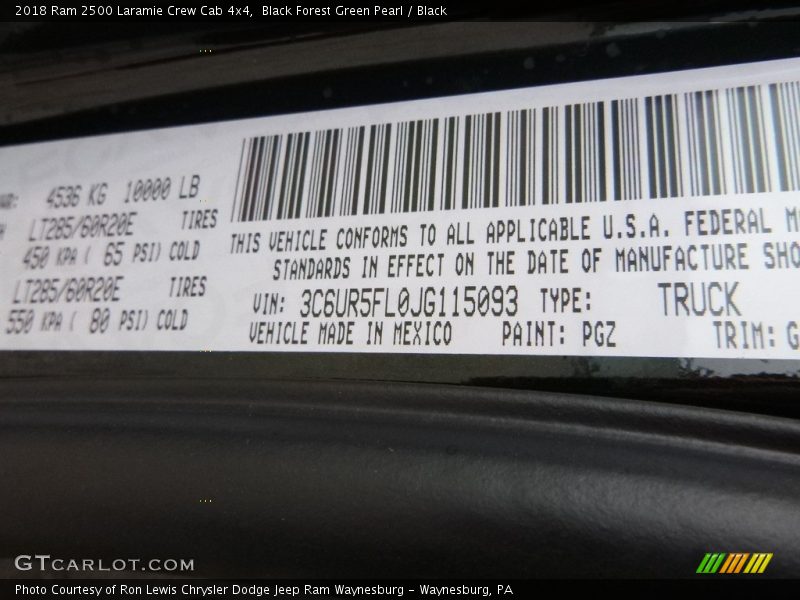 2018 Ram 2500 Laramie Crew Cab 4x4, Black Forest Green Pearl / Black
4536 KG 10000 LB
LT285/60R20E TIRES
450 KPA ( 65 PSI) COLD
LT285/60R20E TIRES
550 KPA ( 80 PSI) COLD
THIS VEHICLE CONFORMS TO ALL APPLICABLE U.S.A. FEDERAL M
STANDARDS IN EFFECT ON THE DATE OF MANUFACTURE SHO
VIN: 3C6UR5FL0JG115093 TYPE: TRUCK
VEHICLE MADE IN MEXICO PAINT: PGZ TRIM: G
GTCARLOT.COM
Photo Courtesy of Ron Lewis Chrysler Dodge Jeep Ram Waynesburg – Waynesburg, PA